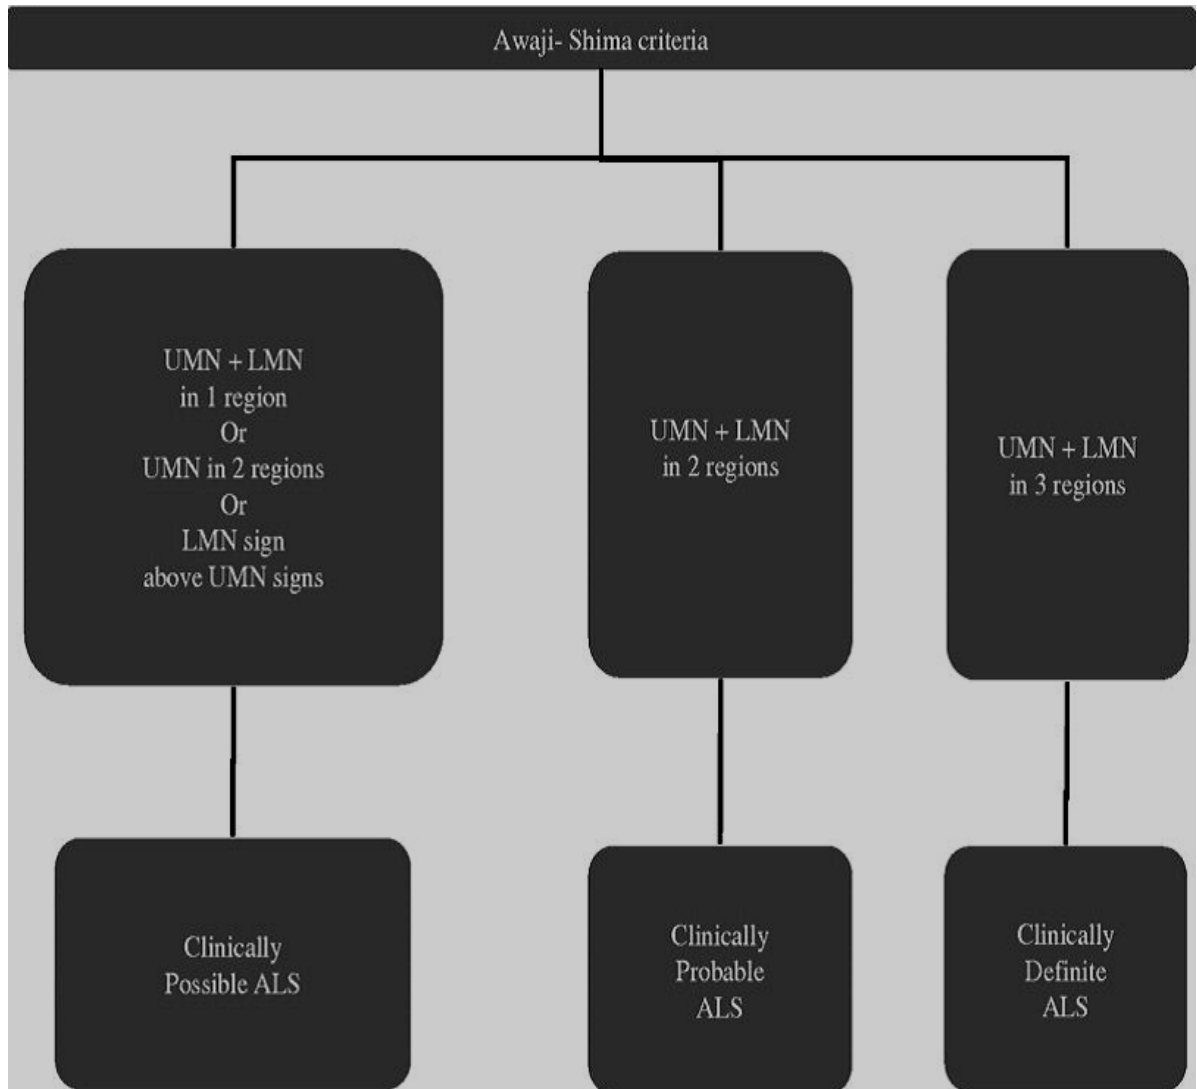 Awaji- Shima criteria
UMN + LMN
in 1 region
Or
UMN in 2 regions
Or
LMN sign
above UMN signs
UMN + LMN
in 2 regions
UMN + LMN
in 3 regions
Clinically
Possible ALS
Clinically
Probable
ALS
Clinically
Definite
ALS